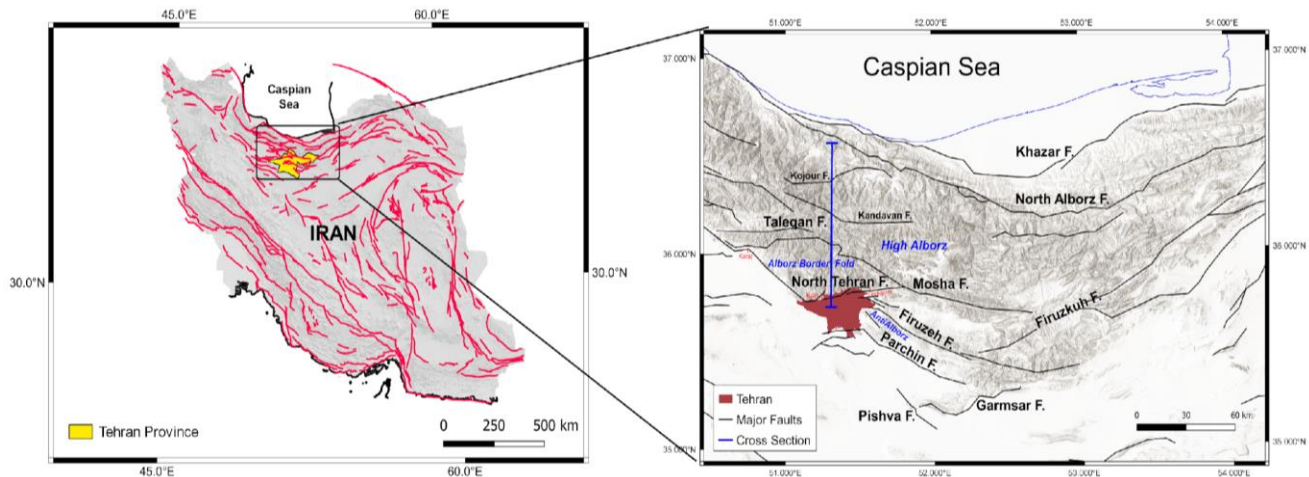 45.0°E
60.0°E
Caspian
Sea
IRAN
30.0°N
30.0°N
Tehran Province
0 250 500 km
45.0°E
60.0°E
51.000°E
52.000°E
53.000°E
54.000°E
37.000°N
37.000°N
Caspian Sea
Khazar F.
Kojour F.
North Alborz F.
Taleqan F.
Kandavan F.
High Alborz
36.000°N
36.000°N
Alborz Border Fold
North Tehran F.
Mosha F.
Firuzkuh F.
Firuzeh F.
AntiAlborz
Parchin F.
Pishva F.
Garmsar F.
Tehran
Major Faults
Cross Section
0 30 60 km
35.000°N
35.000°N
51.000°E
52.000°E
53.000°E
54.000°E